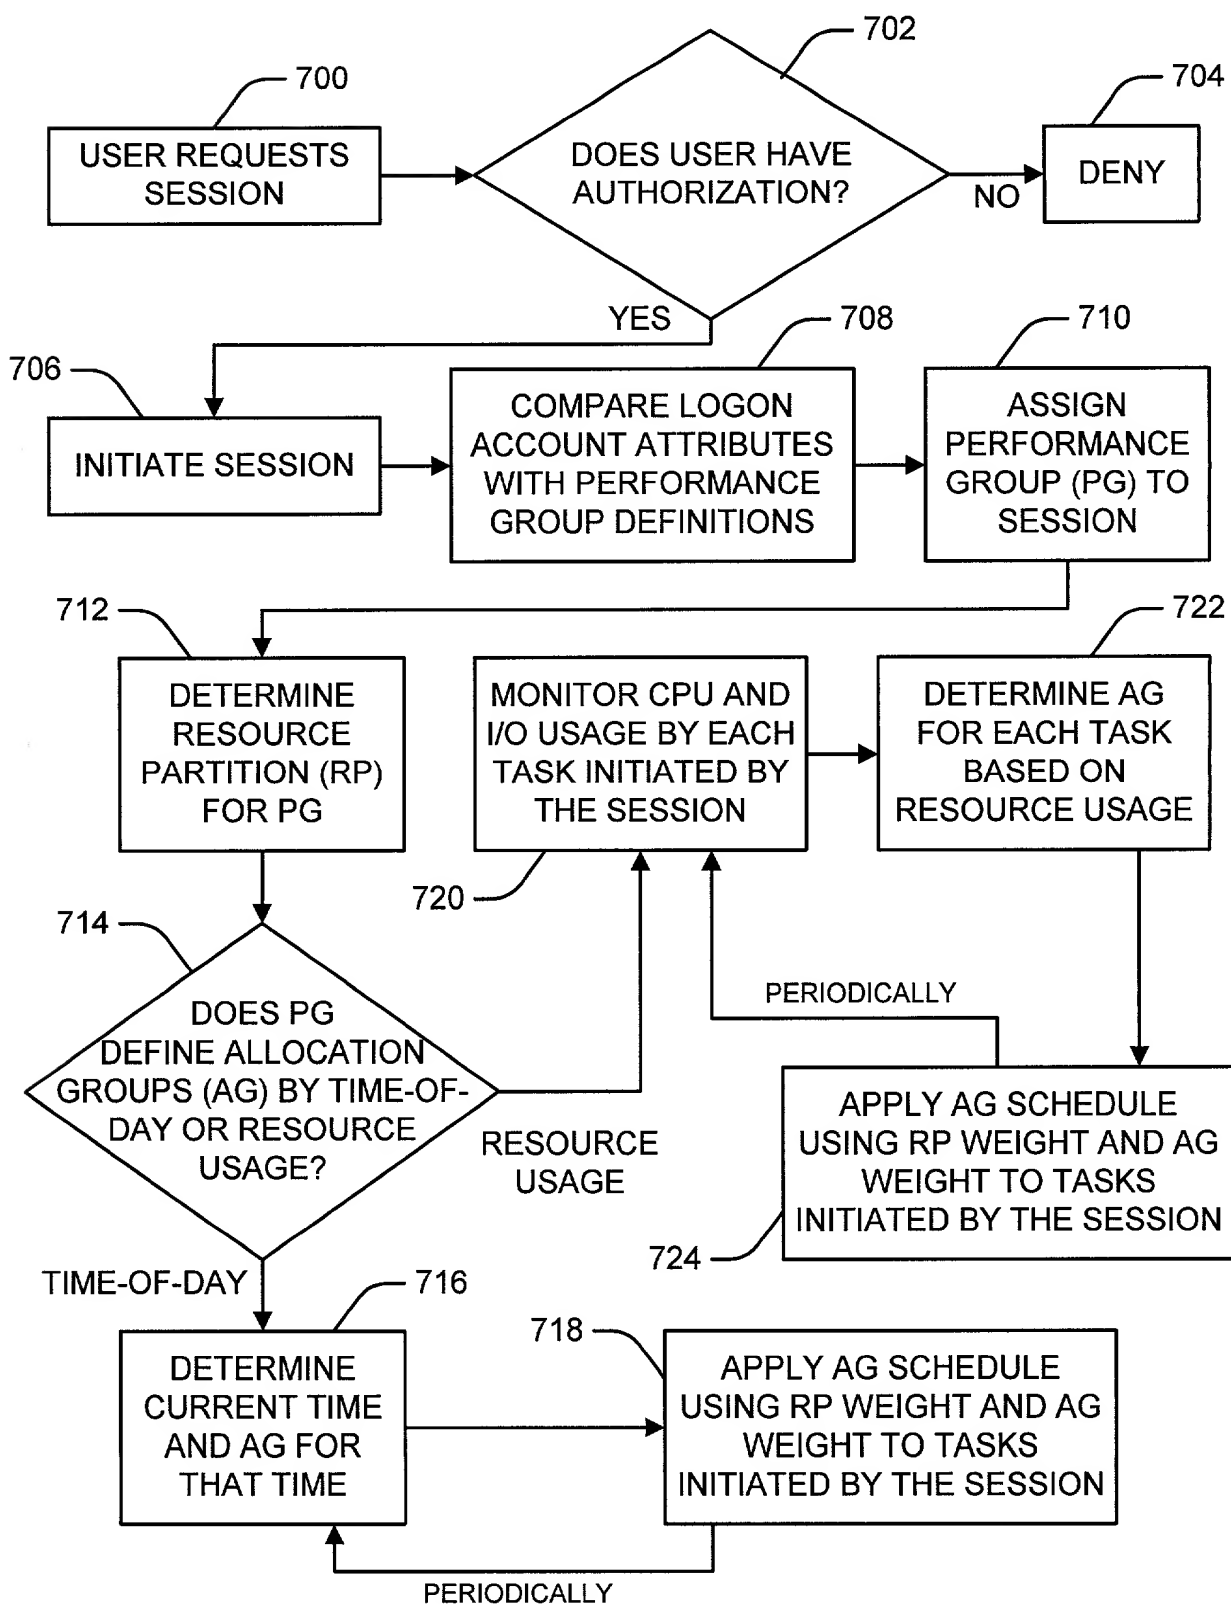 700
USER REQUESTS
SESSION
702
DOES USER HAVE
AUTHORIZATION?
NO
704
DENY
YES
706
INITIATE SESSION
708
COMPARE LOGON
ACCOUNT ATTRIBUTES
WITH PERFORMANCE
GROUP DEFINITIONS
710
ASSIGN
PERFORMANCE
GROUP (PG) TO
SESSION
712
DETERMINE
RESOURCE
PARTITION (RP)
FOR PG
MONITOR CPU AND
I/O USAGE BY EACH
TASK INITIATED BY
THE SESSION
720
722
DETERMINE AG
FOR EACH TASK
BASED ON
RESOURCE USAGE
714
DOES PG
DEFINE ALLOCATION
GROUPS (AG) BY TIME-OF-
DAY OR RESOURCE
USAGE?
RESOURCE
USAGE
PERIODICALLY
APPLY AG SCHEDULE
USING RP WEIGHT AND AG
WEIGHT TO TASKS
INITIATED BY THE SESSION
724
TIME-OF-DAY
716
DETERMINE
CURRENT TIME
AND AG FOR
THAT TIME
718
APPLY AG SCHEDULE
USING RP WEIGHT AND AG
WEIGHT TO TASKS
INITIATED BY THE SESSION
PERIODICALLY